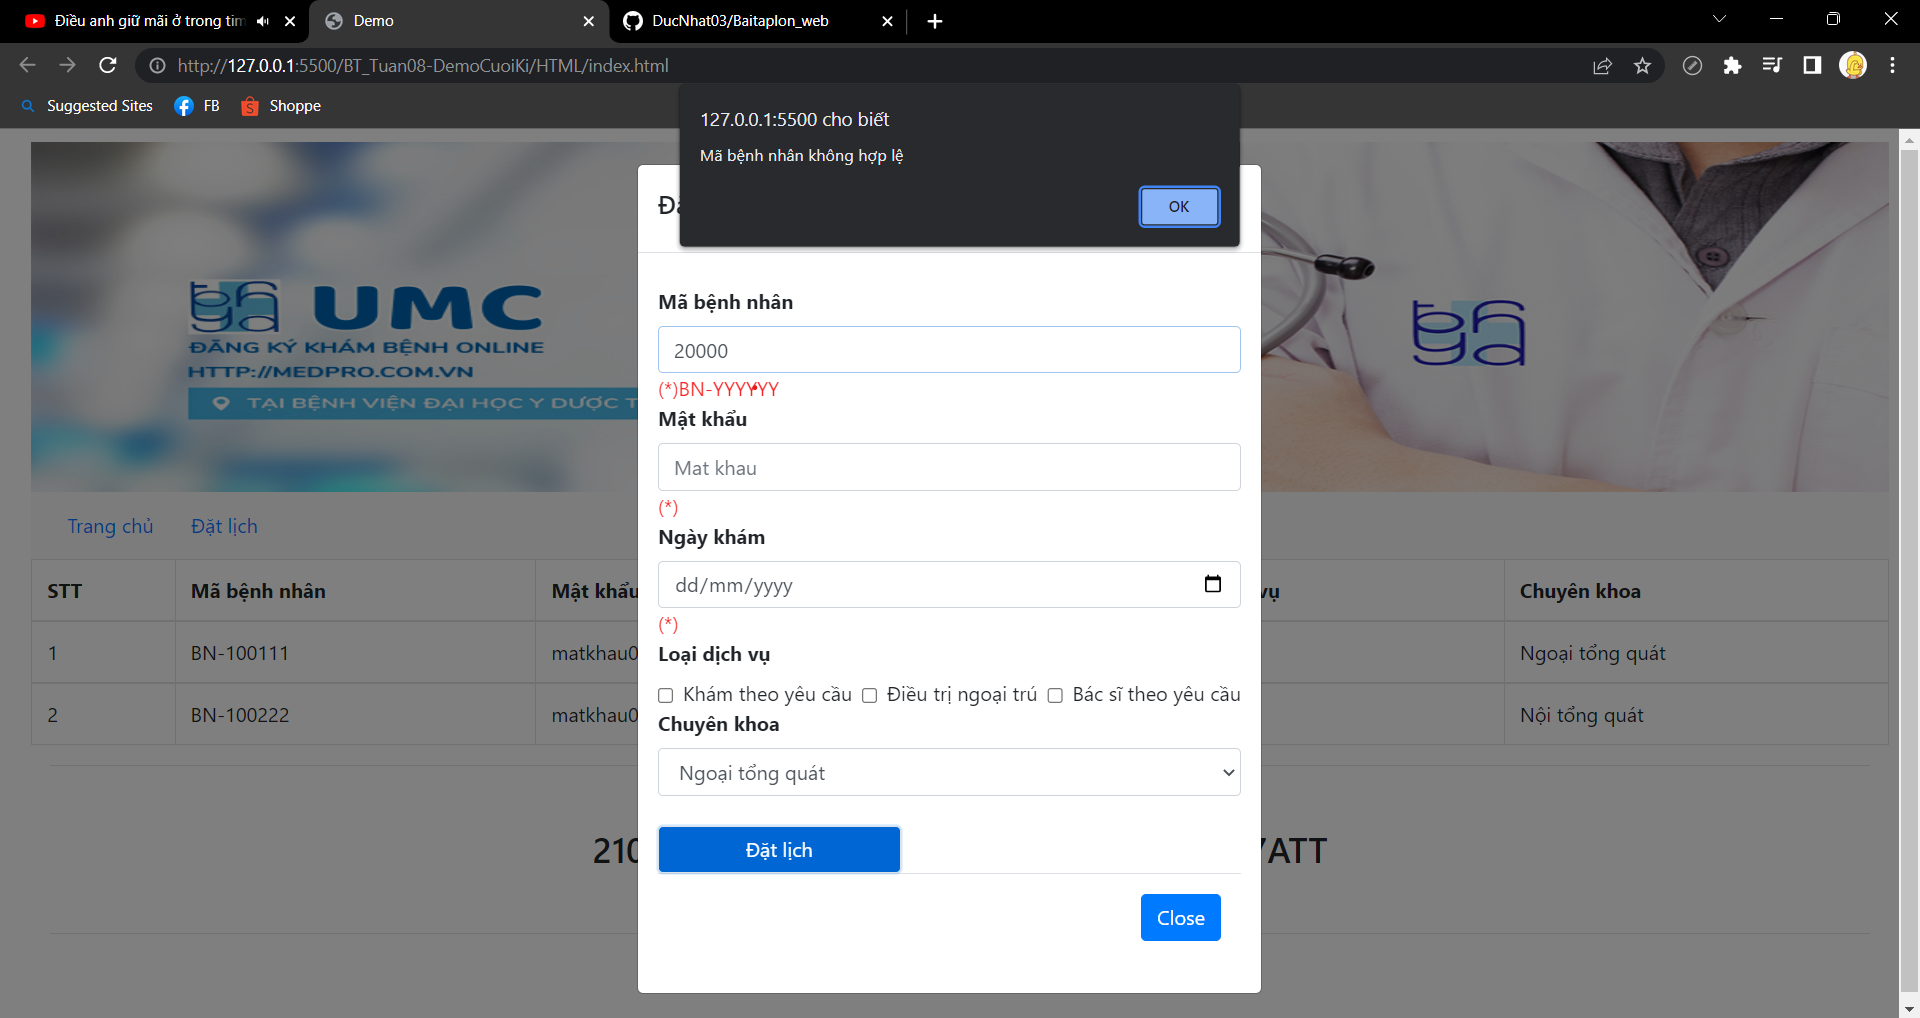 Điều anh giữ mãi ở trong tim
Demo
DucNhat03/Baitaplon_web
http://127.0.0.1:5500/BT_Tuan08-DemoCuoiKi/HTML/index.html
Suggested Sites
FB
Shoppe
127.0.0.1:5500 cho biết
Mã bệnh nhân không hợp lệ
OK
UMC
ĐĂNG KÝ KHÁM BỆNH ONLINE
HTTP://MEDPRO.COM.VN
TẠI BỆNH VIỆN ĐẠI HỌC Y DƯỢC T
Mã bệnh nhân
20000
(*)BN-YYYYYY
Mật khẩu
Mat khau
(*)
Ngày khám
dd/mm/yyyy
(*)
Loại dịch vụ
Khám theo yêu cầu Điều trị ngoại trú Bác sĩ theo yêu cầu
Chuyên khoa
Ngoại tổng quát
Đặt lịch
Close
Trang chủ Đặt lịch
STT Mã bệnh nhân Mật khẩu vụ Chuyên khoa
1 BN-100111 matkhau0 Ngoại tổng quát
2 BN-100222 matkhau0 Nội tổng quát
210 ATT